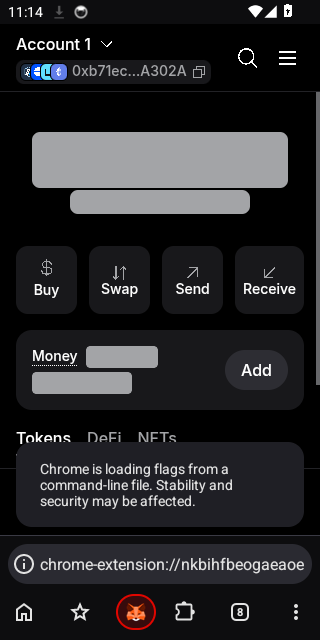 11:14
Account 1
0xb71ec...A302A
Buy
Swap
Send
Receive
Money
Add
Tokens DeFi NFTs
Chrome is loading flags from a
command-line file. Stability and
security may be affected.
chrome-extension://nkbihfbeogaeaoe
8